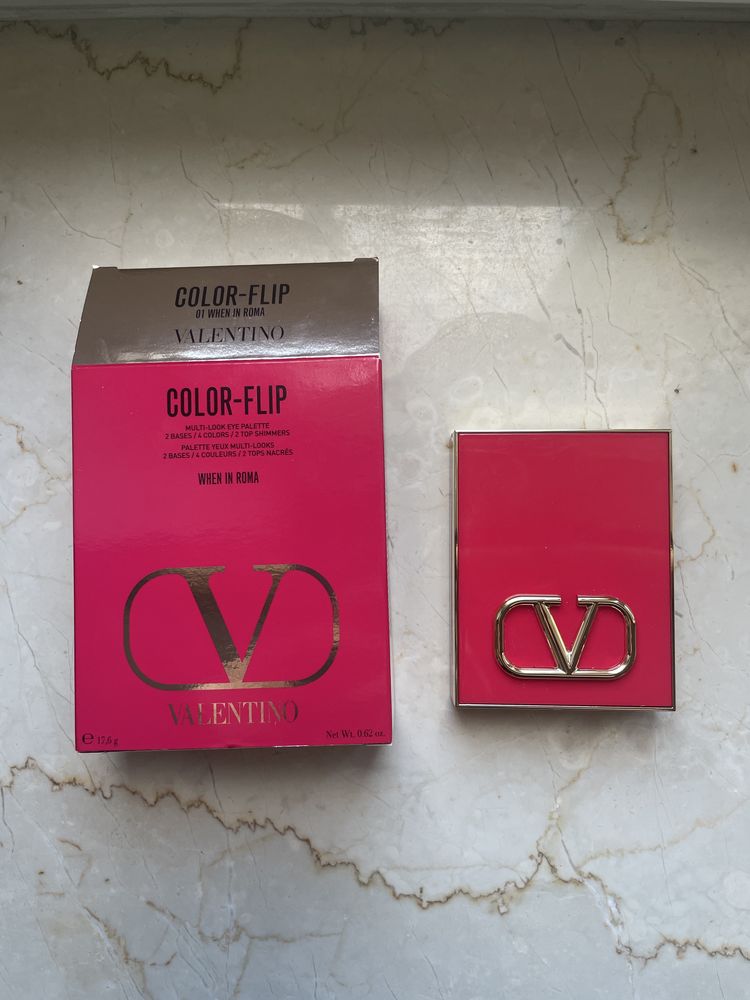 COLOR-FLIP
01 WHEN IN ROMA
VALENTINO
COLOR-FLIP
MULTI-LOOK EYE PALETTE
2 BASES / 4 COLORS / 2 TOP SHIMMERS
PALETTE YEUX MULTI-LOOKS
2 BASES / 4 COULEURS / 2 TOPS NACRÉS
WHEN IN ROMA
V
VALENTINO
℮ 17,6 g
Net Wt. 0.62 oz.
V